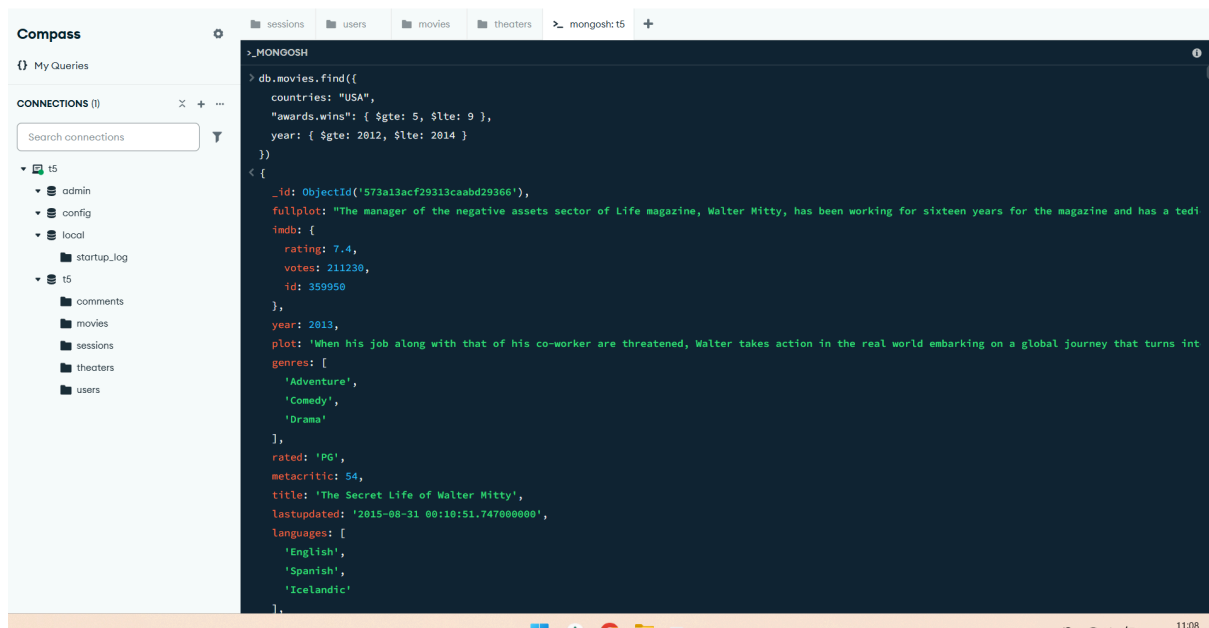 Compass
My Queries
CONNECTIONS (1)
Search connections
t5
admin
config
local
startup_log
t5
comments
movies
sessions
theaters
users
sessions
users
movies
theaters
>_ mongosh: t5
>_MONGOSH
> db.movies.find({
countries: "USA",
"awards.wins": { $gte: 5, $lte: 9 },
year: { $gte: 2012, $lte: 2014 }
})
< {
_id: ObjectId('573a13acf29313caabd29366'),
fullplot: "The manager of the negative assets sector of Life magazine, Walter Mitty, has been working for sixteen years for the magazine and has a tedi
imdb: {
rating: 7.4,
votes: 211230,
id: 359950
},
year: 2013,
plot: 'When his job along with that of his co-worker are threatened, Walter takes action in the real world embarking on a global journey that turns int
genres: [
'Adventure',
'Comedy',
'Drama'
],
rated: 'PG',
metacritic: 54,
title: 'The Secret Life of Walter Mitty',
lastupdated: '2015-08-31 00:10:51.747000000',
languages: [
'English',
'Spanish',
'Icelandic'
],
11:08